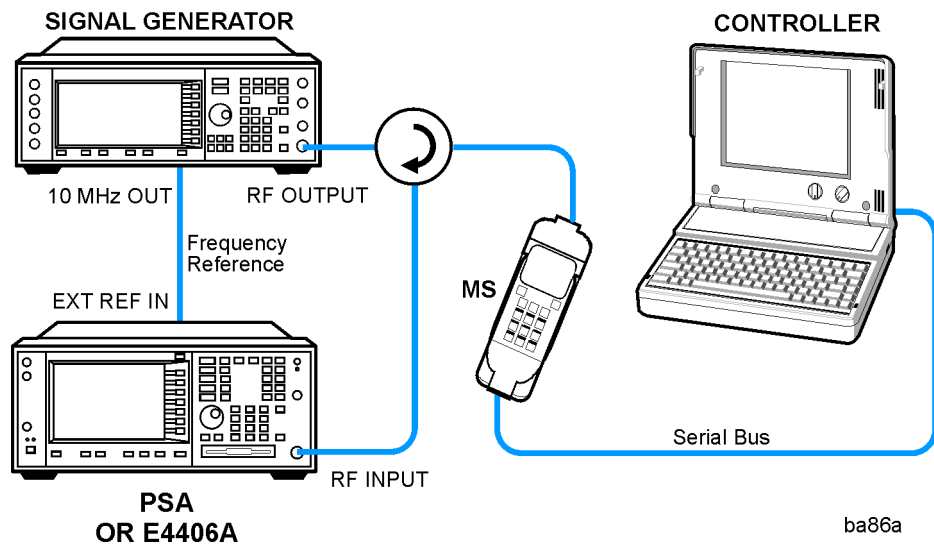 SIGNAL GENERATOR
CONTROLLER
10 MHz OUT
RF OUTPUT
Frequency
Reference
MS
EXT REF IN
Serial Bus
RF INPUT
PSA
OR E4406A
ba86a